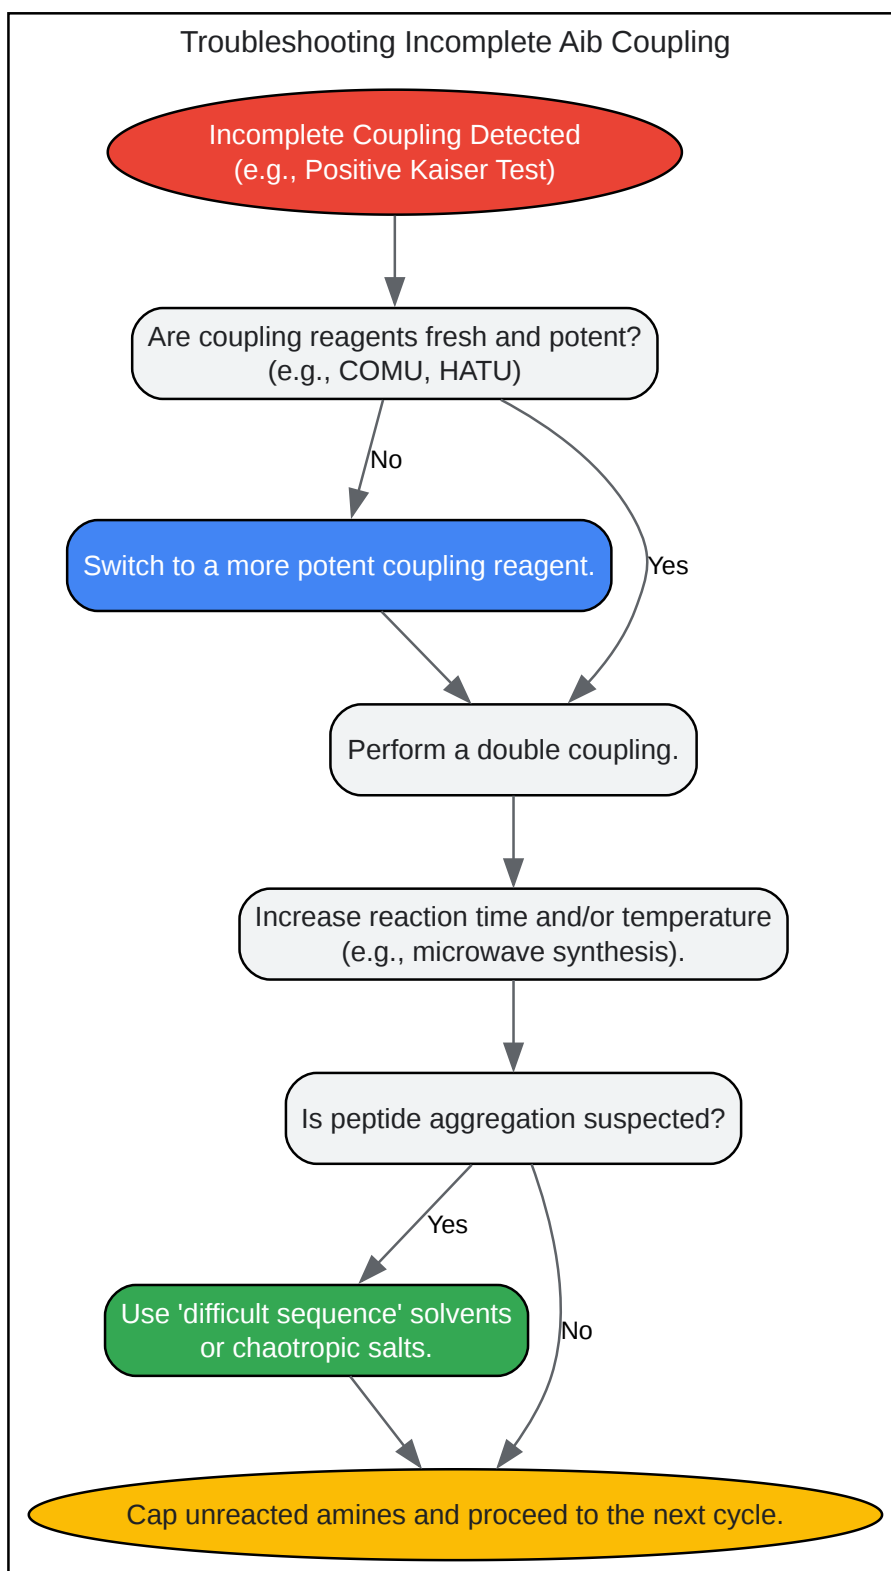 Troubleshooting Incomplete Aib Coupling
Incomplete Coupling Detected
(e.g., Positive Kaiser Test)
Are coupling reagents fresh and potent?
(e.g., COMU, HATU)
No
Switch to a more potent coupling reagent.
Yes
Perform a double coupling.
Increase reaction time and/or temperature
(e.g., microwave synthesis).
Is peptide aggregation suspected?
Yes
Use 'difficult sequence' solvents
or chaotropic salts.
No
Cap unreacted amines and proceed to the next cycle.